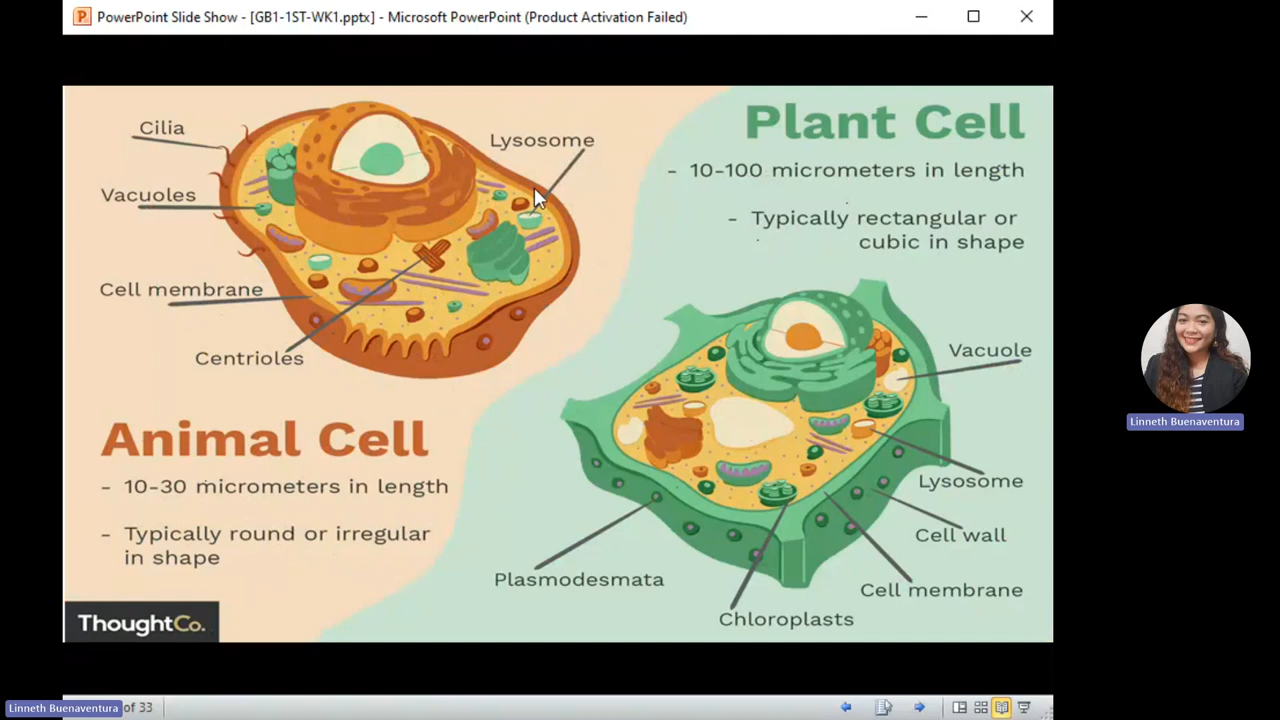 PowerPoint Slide Show - [GB1-1ST-WK1.pptx] - Microsoft PowerPoint (Product Activation Failed)
Cilia
Lysosome
Vacuoles
Cell membrane
Centrioles
Animal Cell
- 10-30 micrometers in length
- Typically round or irregular
in shape
ThoughtCo.
Plant Cell
- 10-100 micrometers in length
- Typically rectangular or
cubic in shape
Vacuole
Lysosome
Cell wall
Cell membrane
Plasmodesmata
Chloroplasts
Linneth Buenaventura
Linneth Buenaventura
of 33